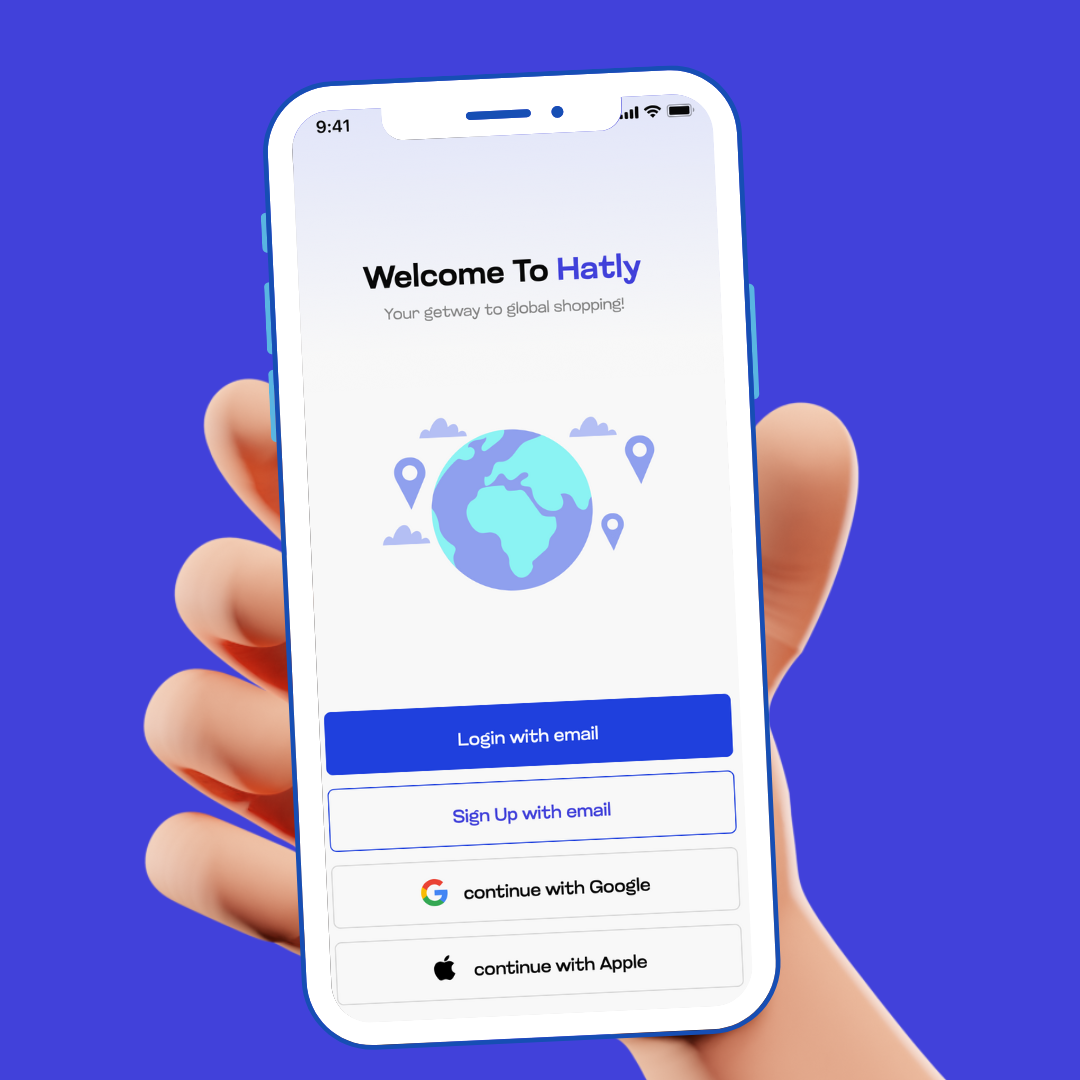 9:41
Welcome To Hatly
Your getway to global shopping!
Login with email
Sign Up with email
continue with Google
continue with Apple